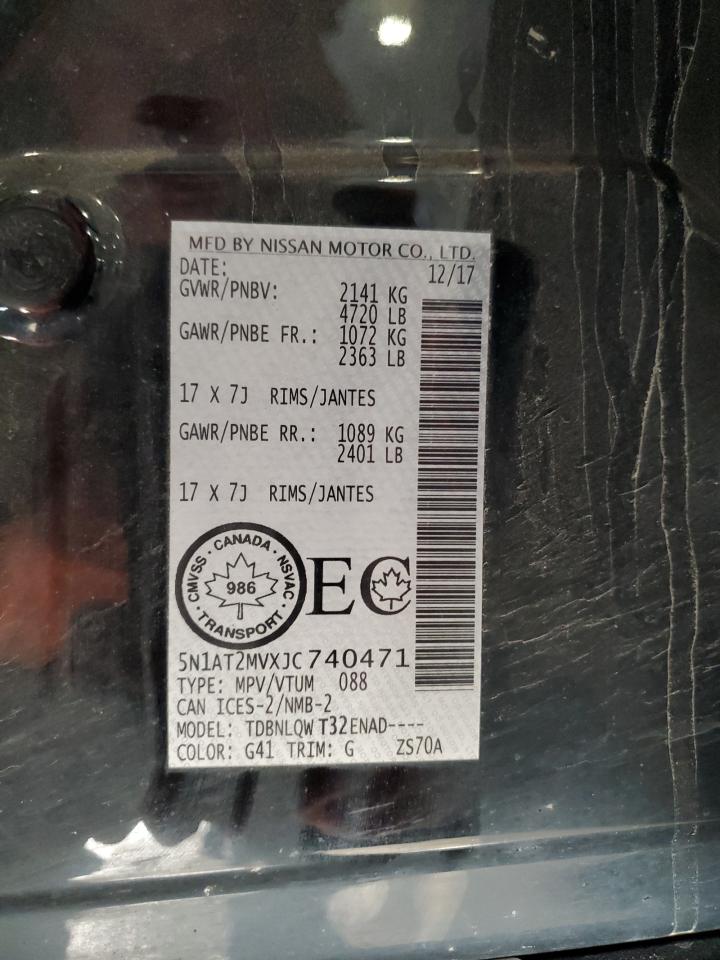 MFD BY NISSAN MOTOR CO., LTD.
DATE: 12/17
GVWR/PNBV: 2141 KG
4720 LB
GAWR/PNBE FR.: 1072 KG
2363 LB
17 X 7J RIMS/JANTES
GAWR/PNBE RR.: 1089 KG
2401 LB
17 X 7J RIMS/JANTES
CMVSS · CANADA · NSVAC · TRANSPORT ·
986
EC
5N1AT2MVXJC740471
TYPE: MPV/VTUM 088
CAN ICES-2/NMB-2
MODEL: TDBNLQWT32ENAD----
COLOR: G41 TRIM: G ZS70A